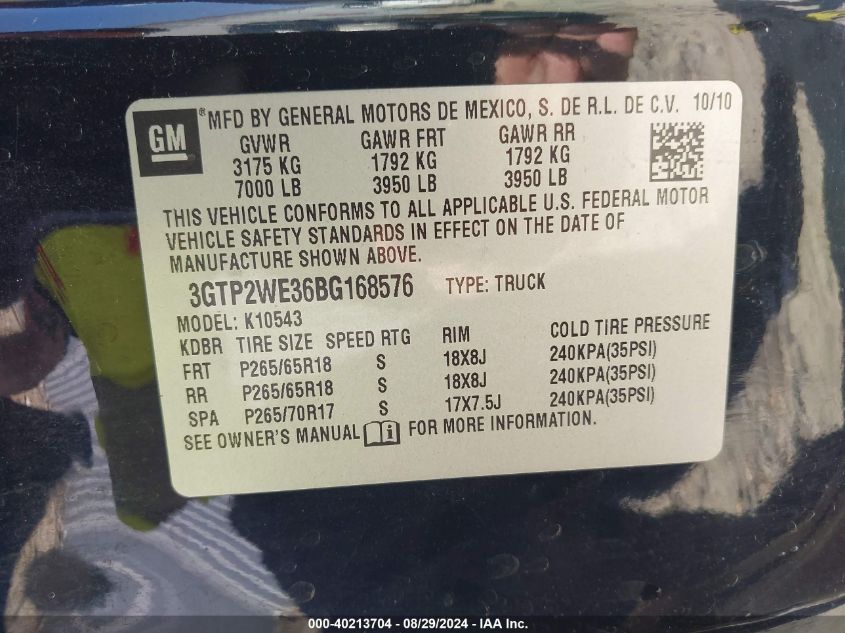 GM ® MFD BY GENERAL MOTORS DE MEXICO, S. DE R.L. DE C.V. 10/10
GVWR GAWR FRT GAWR RR
3175 KG 1792 KG 1792 KG
7000 LB 3950 LB 3950 LB
THIS VEHICLE CONFORMS TO ALL APPLICABLE U.S. FEDERAL MOTOR
VEHICLE SAFETY STANDARDS IN EFFECT ON THE DATE OF
MANUFACTURE SHOWN ABOVE.
3GTP2WE36BG168576 TYPE: TRUCK
MODEL: K10543
KDBR TIRE SIZE SPEED RTG RIM COLD TIRE PRESSURE
FRT P265/65R18 S 18X8J 240KPA(35PSI)
RR P265/65R18 S 18X8J 240KPA(35PSI)
SPA P265/70R17 S 17X7.5J 240KPA(35PSI)
SEE OWNER'S MANUAL i FOR MORE INFORMATION.
000-40213704 - 08/29/2024 - IAAI Inc.